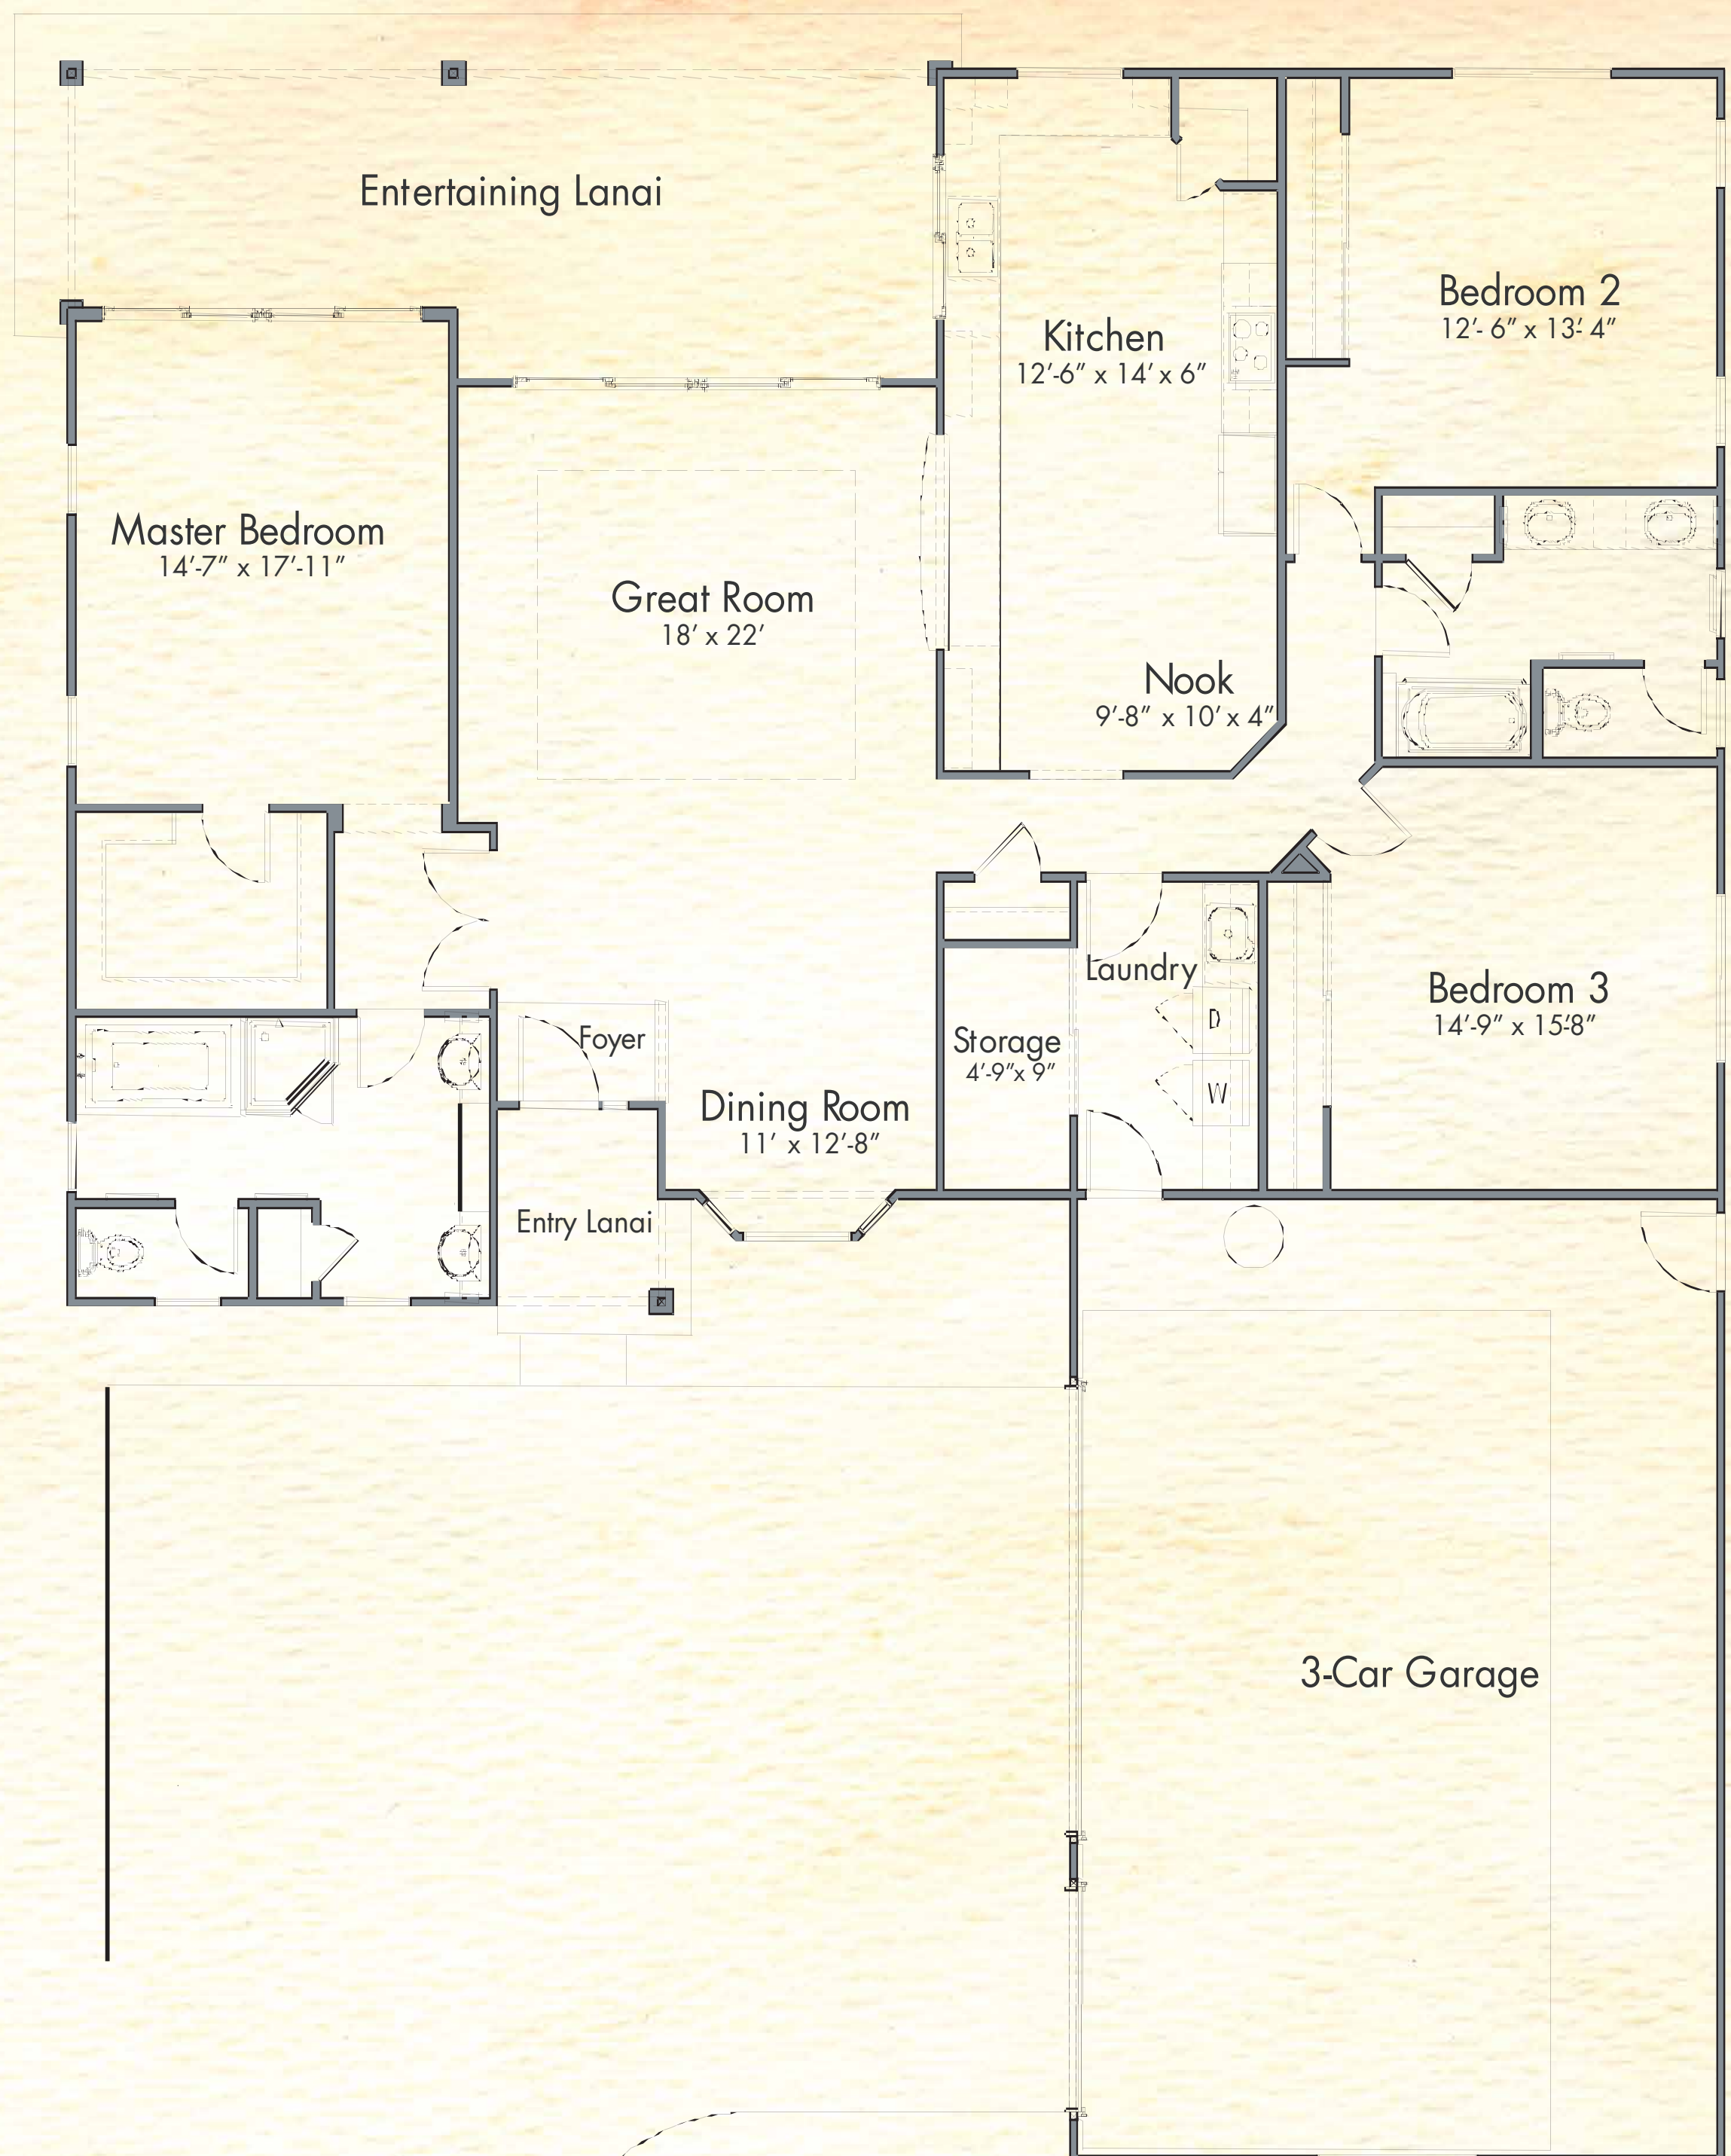 Entertaining Lanai
Bedroom 2
12'- 6" x 13'- 4"
Kitchen
12'-6" x 14' x 6"
Master Bedroom
14'-7" x 17'-11"
Great Room
18' x 22'
Nook
9'-8" x 10' x 4"
Laundry
Bedroom 3
14'-9" x 15'8"
D
Foyer
Storage
4'-9"x 9"
W
Dining Room
11' x 12'-8"
Entry Lanai
3-Car Garage